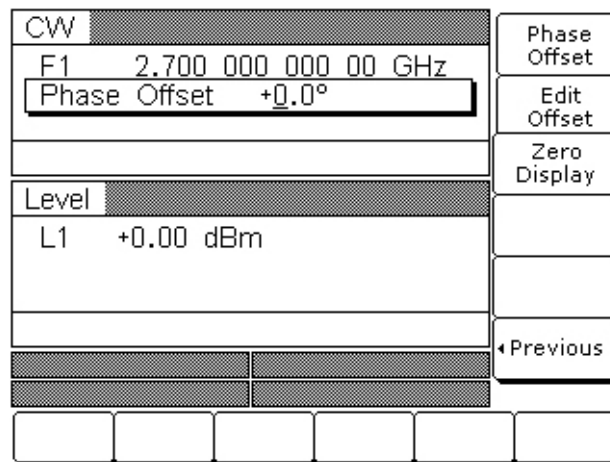 CW
F1 2.700 000 000 00 GHz
Phase Offset +0.0°
Level
L1 +0.00 dBm
Phase
Offset
Edit
Offset
Zero
Display
Previous